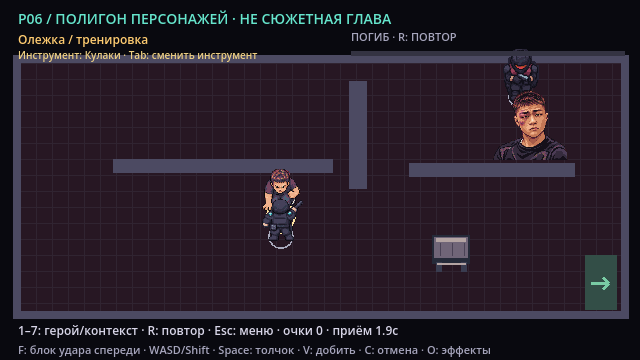 P06 / ПОЛИГОН ПЕРСОНАЖЕЙ · НЕ СЮЖЕТНАЯ ГЛАВА
Олежка / тренировка
ПОГИБ · R: ПОВТОР
Инструмент: Кулаки · Tab: сменить инструмент
1–7: герой/контекст · R: повтор · Esc: меню · очки 0 · приём 1.9с
F: блок удара спереди · WASD/Shift · Space: толчок · V: добить · C: отмена · O: эффекты